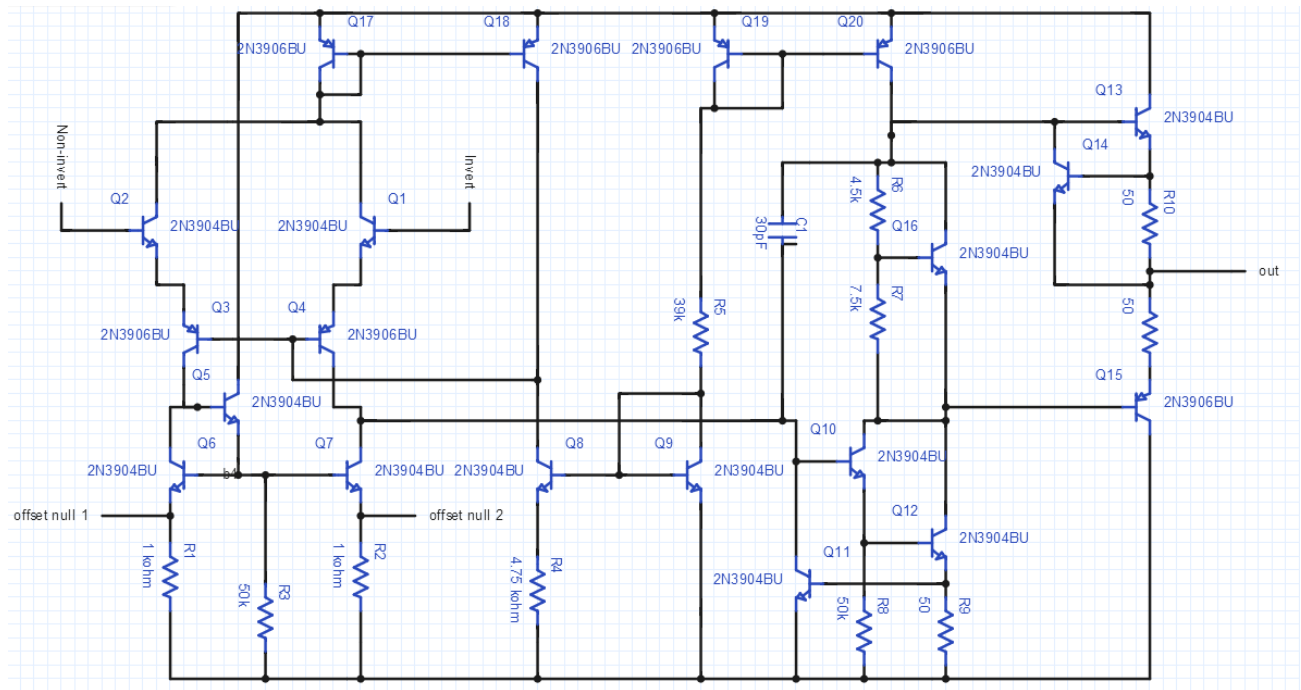 Q17
Q18
Q19
Q20
2N3906BU
2N3906BU
2N3906BU
2N3906BU
Q13
2N3904BU
Non-invert
Invert
Q14
2N3904BU
Q2
2N3904BU
Q1
2N3904BU
R6
4.5k
R10
50
C1
30pF
Q16
2N3904BU
out
Q3
2N3906BU
Q4
2N3906BU
R5
39k
R7
7.5k
50
Q5
2N3904BU
Q15
2N3906BU
Q6
2N3904BU
Q7
2N3904BU
Q8
2N3904BU
Q9
2N3904BU
Q10
2N3904BU
offset null 1
offset null 2
Q12
2N3904BU
R1
1 kohm
R3
50k
R2
1 kohm
R4
4.75 kohm
Q11
2N3904BU
R8
50k
R9
50